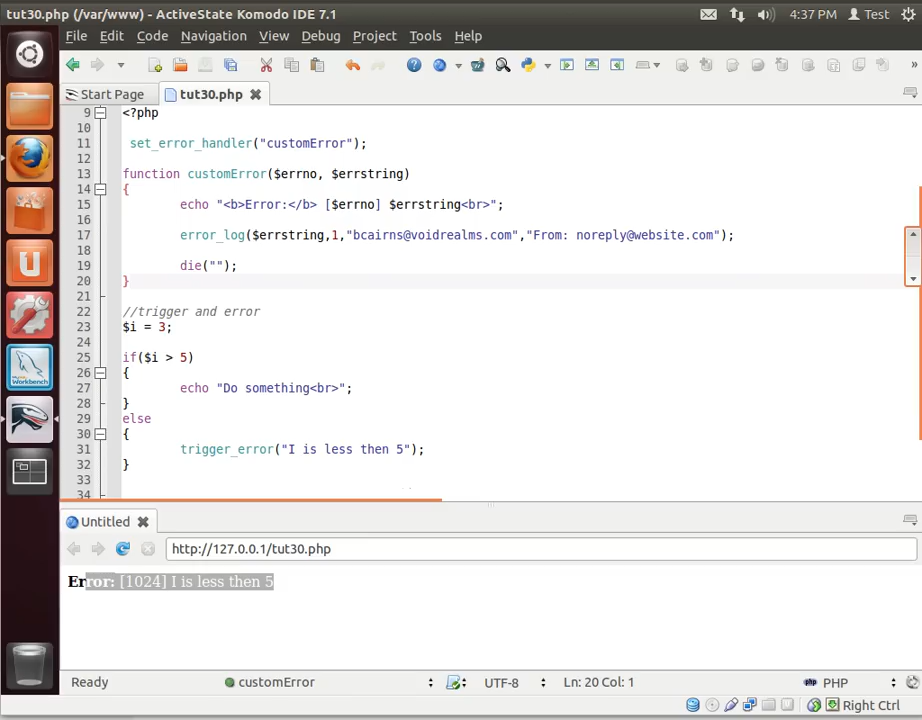 tut30.php (/var/www) - ActiveState Komodo IDE 7.1
4:37 PM Test
File Edit Code Navigation View Debug Project Tools Help
Start Page tut30.php
9 <?php
10
11 set_error_handler("customError");
12
13 function customError($errno, $errstring)
14 {
15 echo "<b>Error:</b> [$errno] $errstring<br>";
16
17 error_log($errstring,1,"bcairns@voidrealms.com","From: noreply@website.com");
18
19 die("");
20 }
21
22 //trigger and error
23 $i = 3;
24
25 if($i > 5)
26 {
27 echo "Do something<br>";
28 }
29 else
30 {
31 trigger_error("I is less then 5");
32 }
33
34
MySQL
Workbench
Untitled
http://127.0.0.1/tut30.php
Error: [1024] I is less then 5
Ready customError UTF-8 Ln: 20 Col: 1 php PHP
Right Ctrl